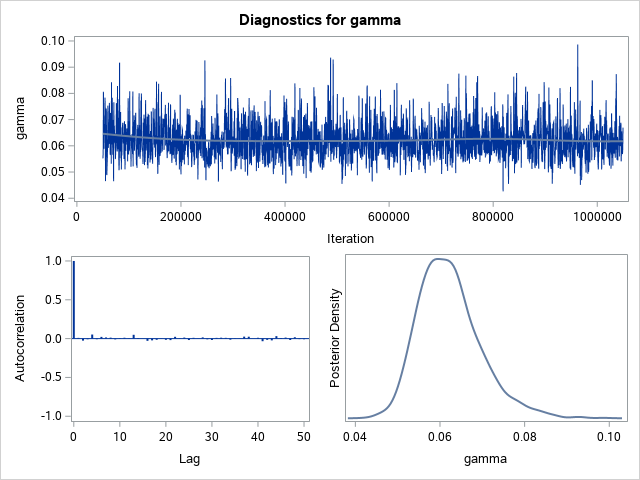 Diagnostics for gamma
gamma
0.10
0.09
0.08
0.07
0.06
0.05
0.04
0 200000 400000 600000 800000 1000000
Iteration
Autocorrelation
1.0
0.5
0.0
-0.5
-1.0
0 10 20 30 40 50
Lag
Posterior Density
0.04 0.06 0.08 0.10
gamma